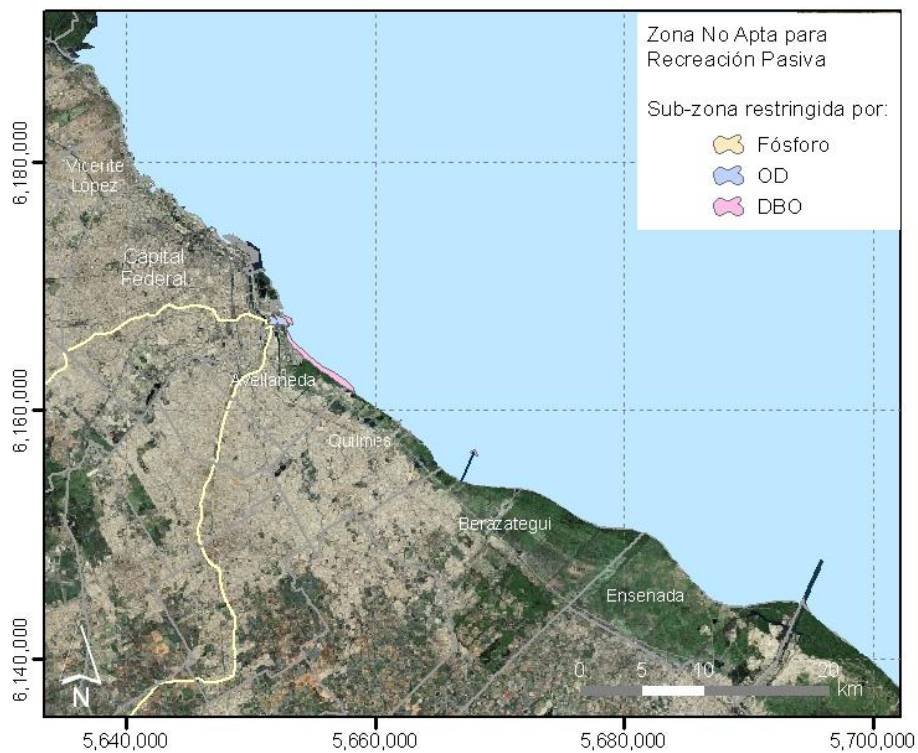 Zona No Apta para
Recreación Pasiva
Sub-zona restringida por:
Fósforo
OD
DBO
6,180,000
6,160,000
6,140,000
Vicente
López
Capital
Federal
Avellaneda
Quilmes
Berazategui
Ensenada
N
0 5 10 20
km
5,640,000 5,660,000 5,680,000 5,700,000